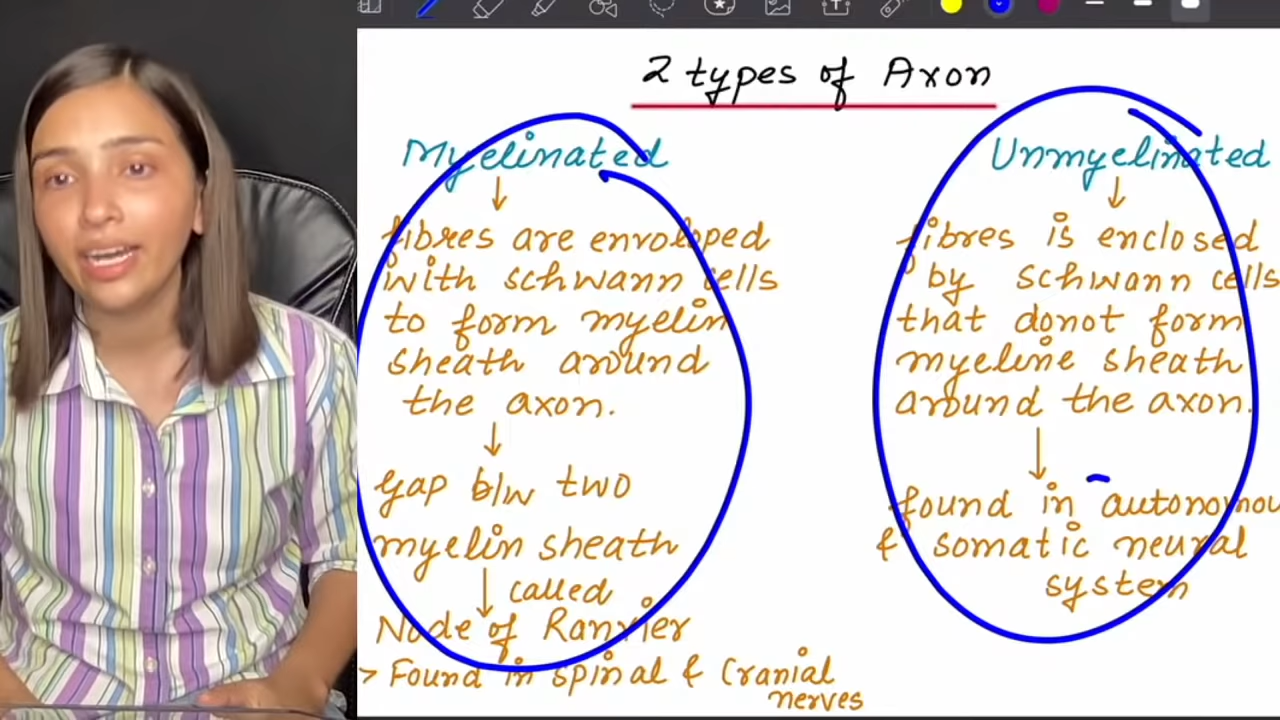 2 types of Axon
Myelinated
fibres are enveloped
with schwann cells
to form myelin
sheath around
the axon.
Gap b/w two
myelin sheath
called
Node of Ranvier
> Found in spinal & Cranial
nerves
Unmyelinated
fibres is enclosed
by schwann cells
that donot form
myeline sheath
around the axon.
found in autonomou
& somatic neural
system